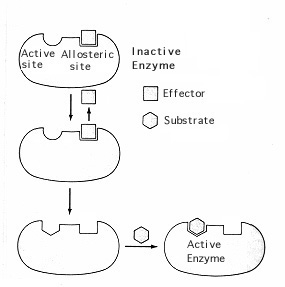 Active Allosteric
site site
Inactive
Enzyme
Effector
Substrate
Active
Enzyme